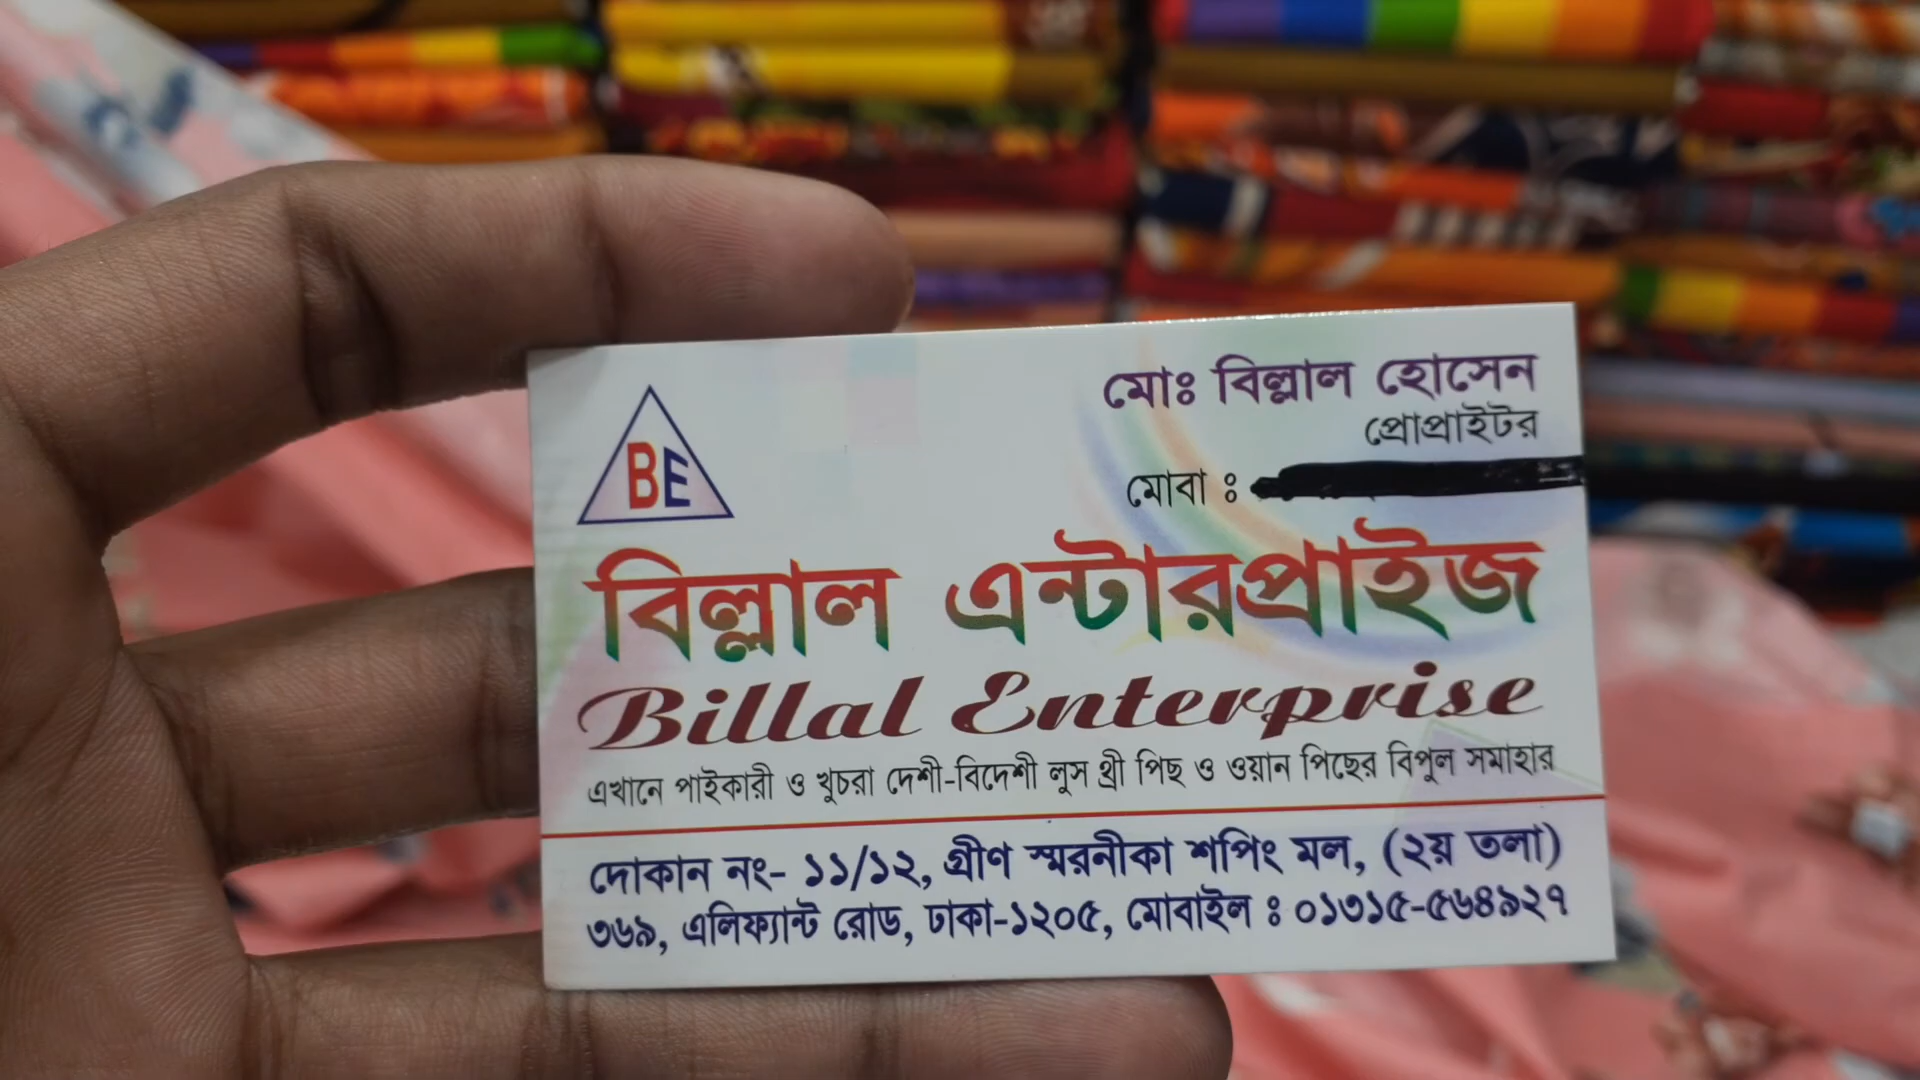 BE
মোঃ বিল্লাল হোসেন
প্রোপ্রাইটর
মোবা ঃ
বিল্লাল এন্টারপ্রাইজ
Billal Enterprise
এখানে পাইকারী ও খুচরা দেশী-বিদেশী লুস থ্রী পিছ ও ওয়ান পিছের বিপুল সমাহার
দোকান নং- ১১/১২, গ্রীণ স্মরনীকা শপিং মল, (২য় তলা)
৩৬৯, এলিফ্যান্ট রোড, ঢাকা-১২০৫, মোবাইল ঃ ০১৩১৫-৫৬৪৯২৭